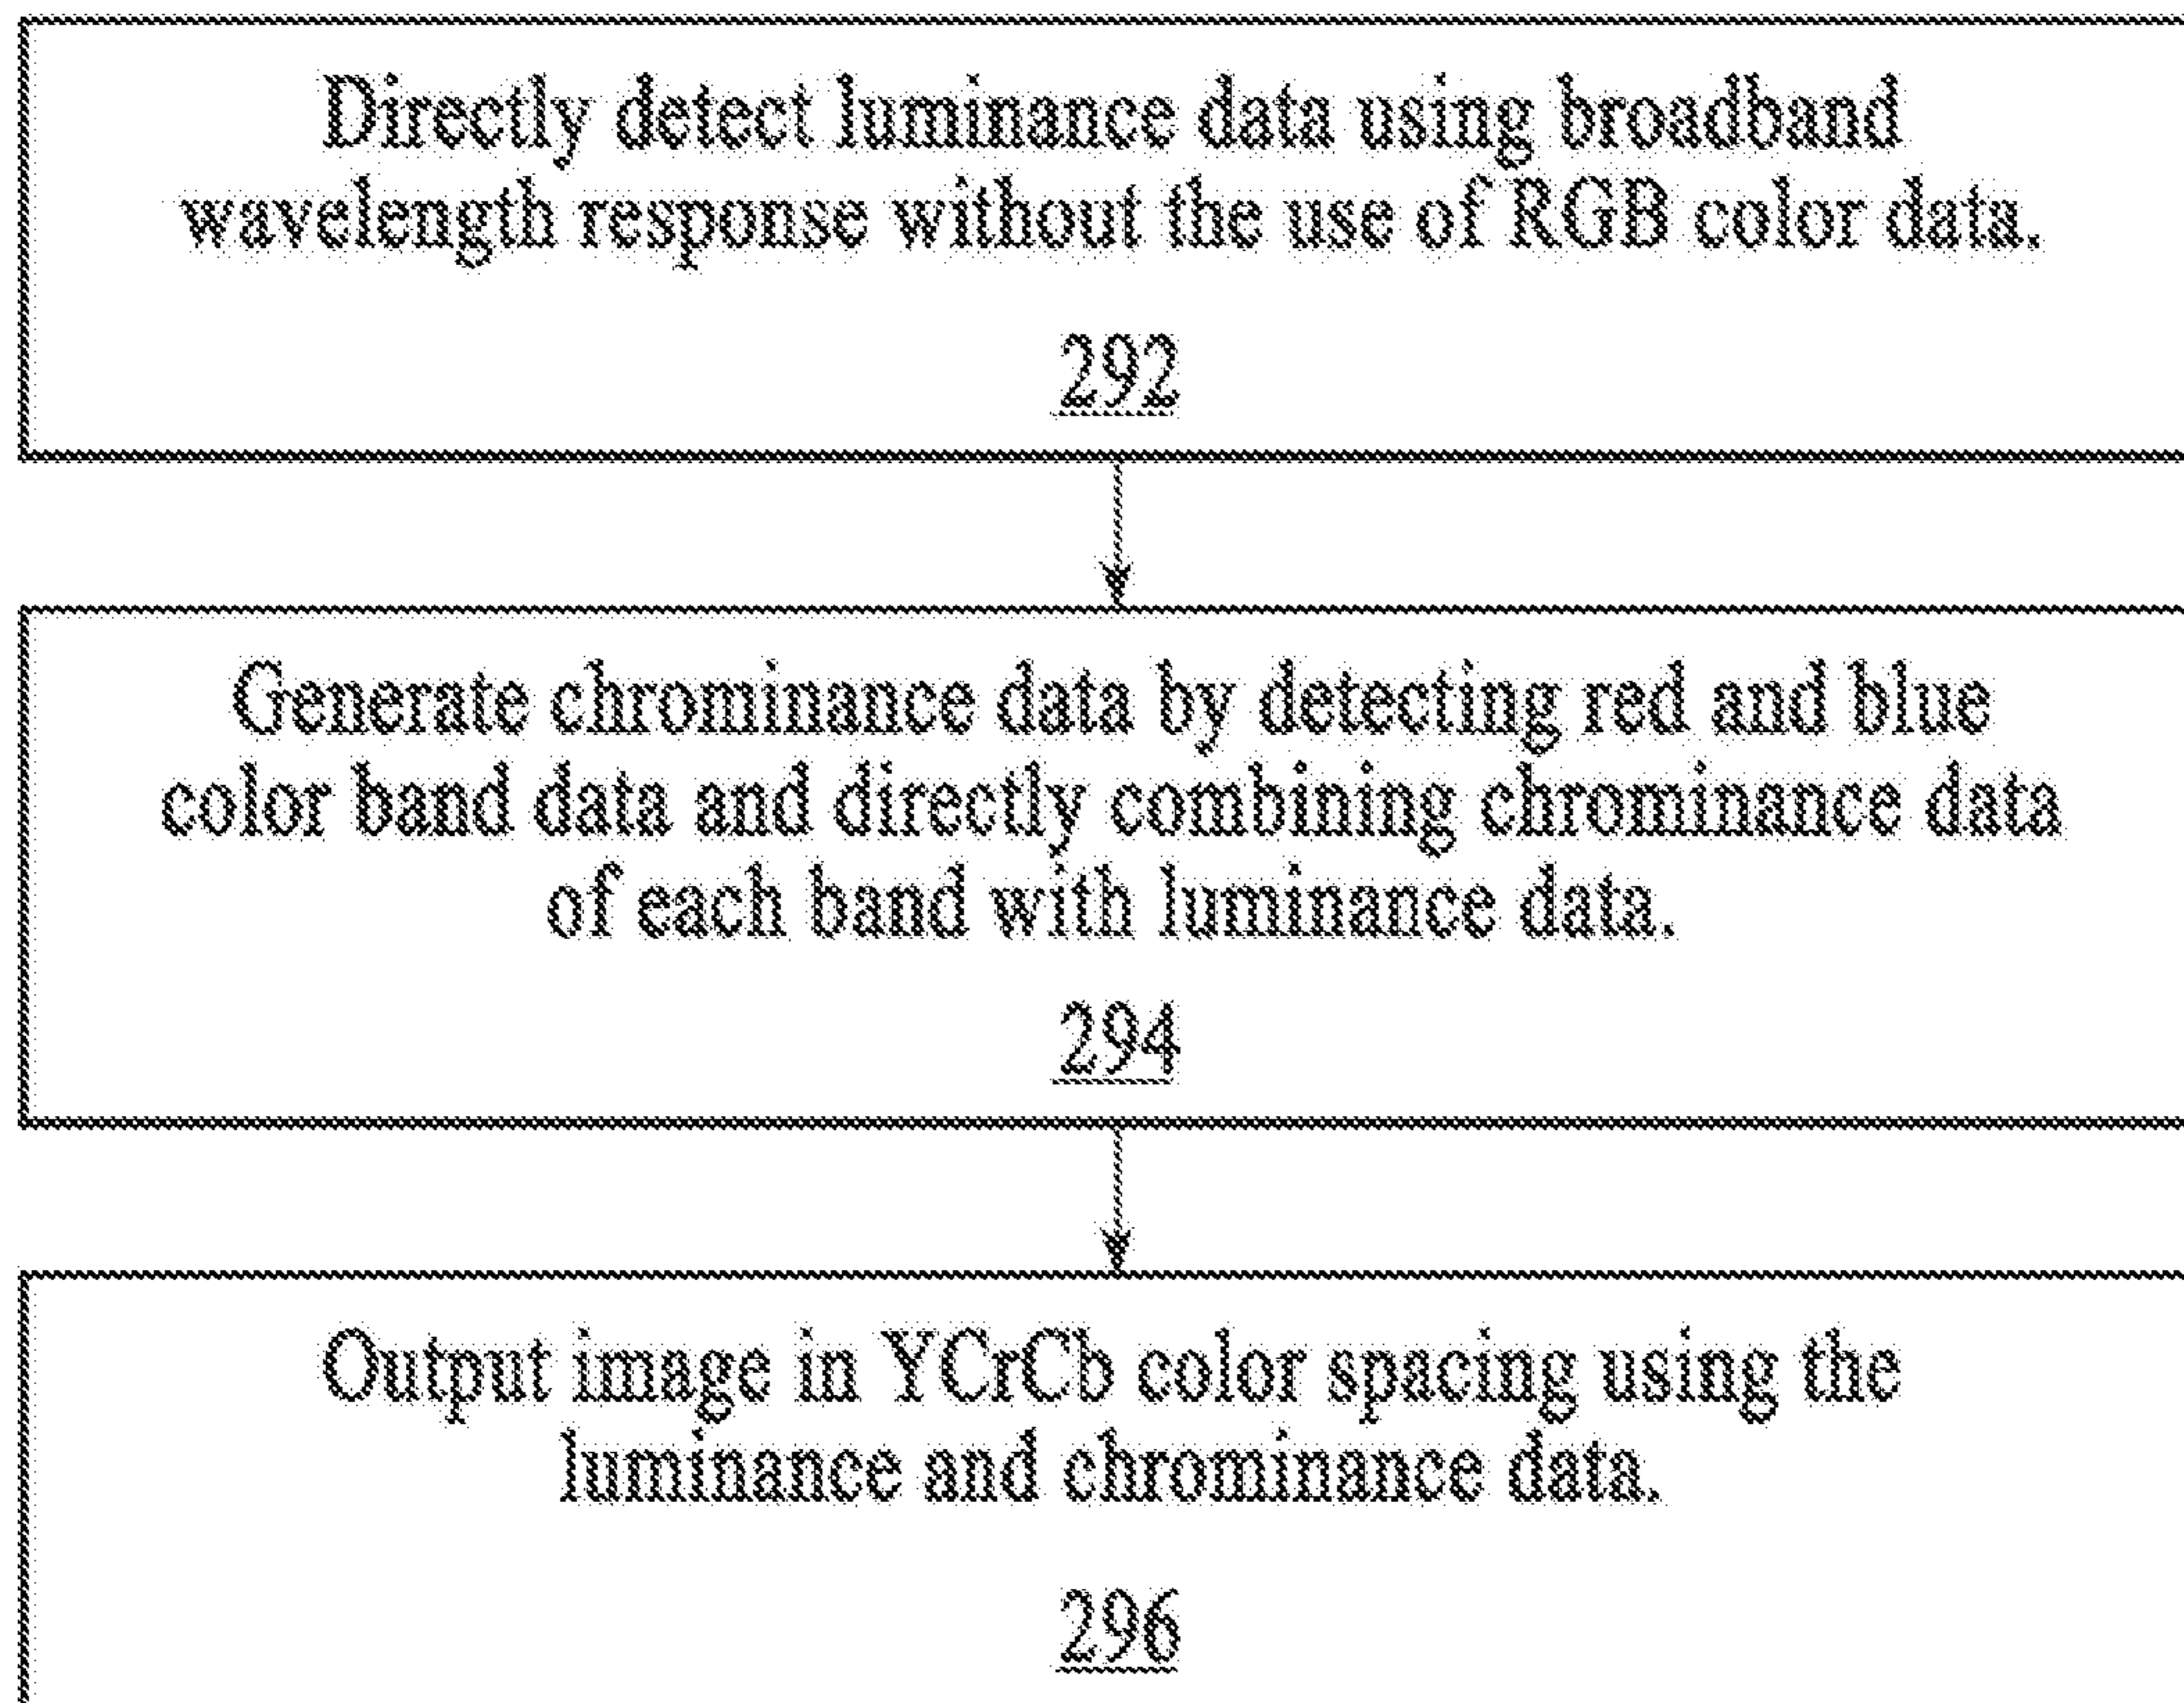 Directly detect luminance data using broadband
wavelength response without the use of RGB color data.
292
Generate chrominance data by detecting red and blue
color band data and directly combining chrominance data
of each band with luminance data.
294
Output image in YCrCb color spacing using the
luminance and chrominance data.
296